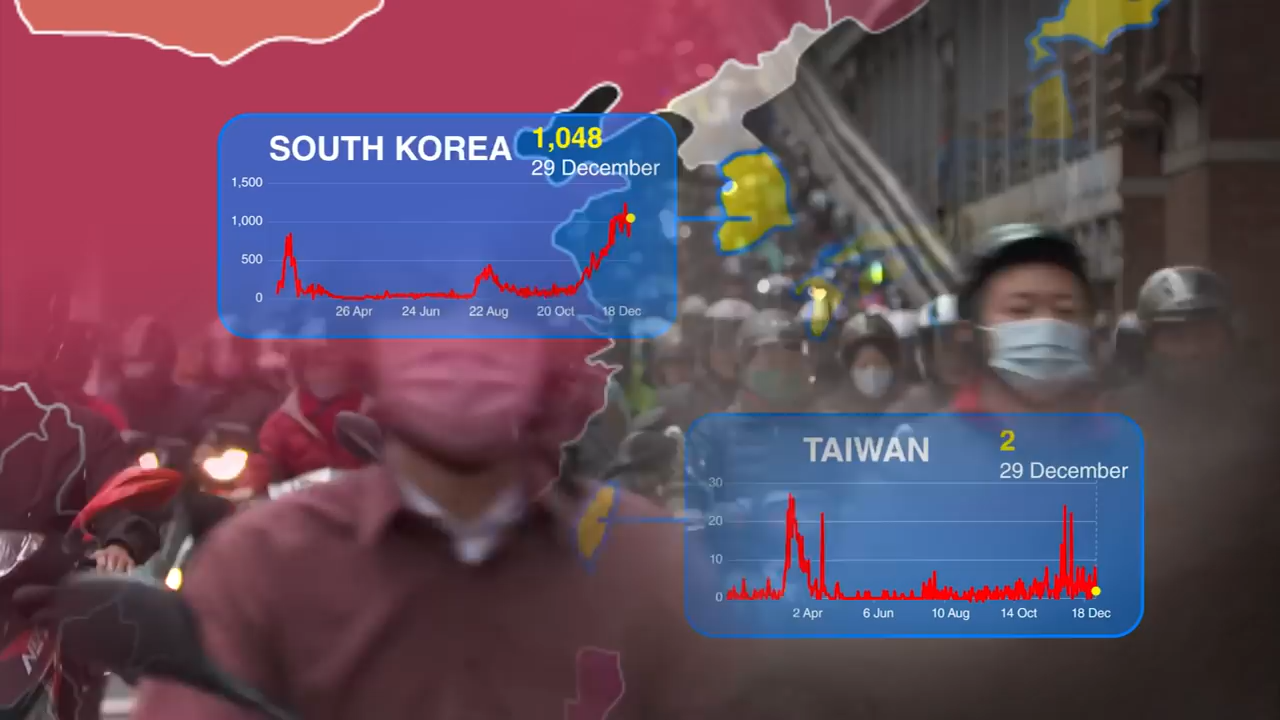 SOUTH KOREA
1,048
29 December
1,500
1,000
500
0
26 Apr 24 Jun 22 Aug 20 Oct 18 Dec
TAIWAN
2
29 December
30
20
10
0
2 Apr 6 Jun 10 Aug 14 Oct 18 Dec